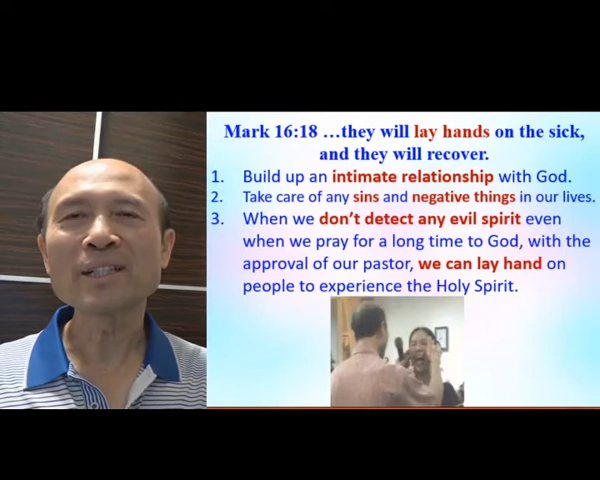 Mark 16:18 …they will lay hands on the sick,
and they will recover.
1. Build up an intimate relationship with God.
2. Take care of any sins and negative things in our lives.
3. When we don't detect any evil spirit even
when we pray for a long time to God, with the
approval of our pastor, we can lay hand on
people to experience the Holy Spirit.